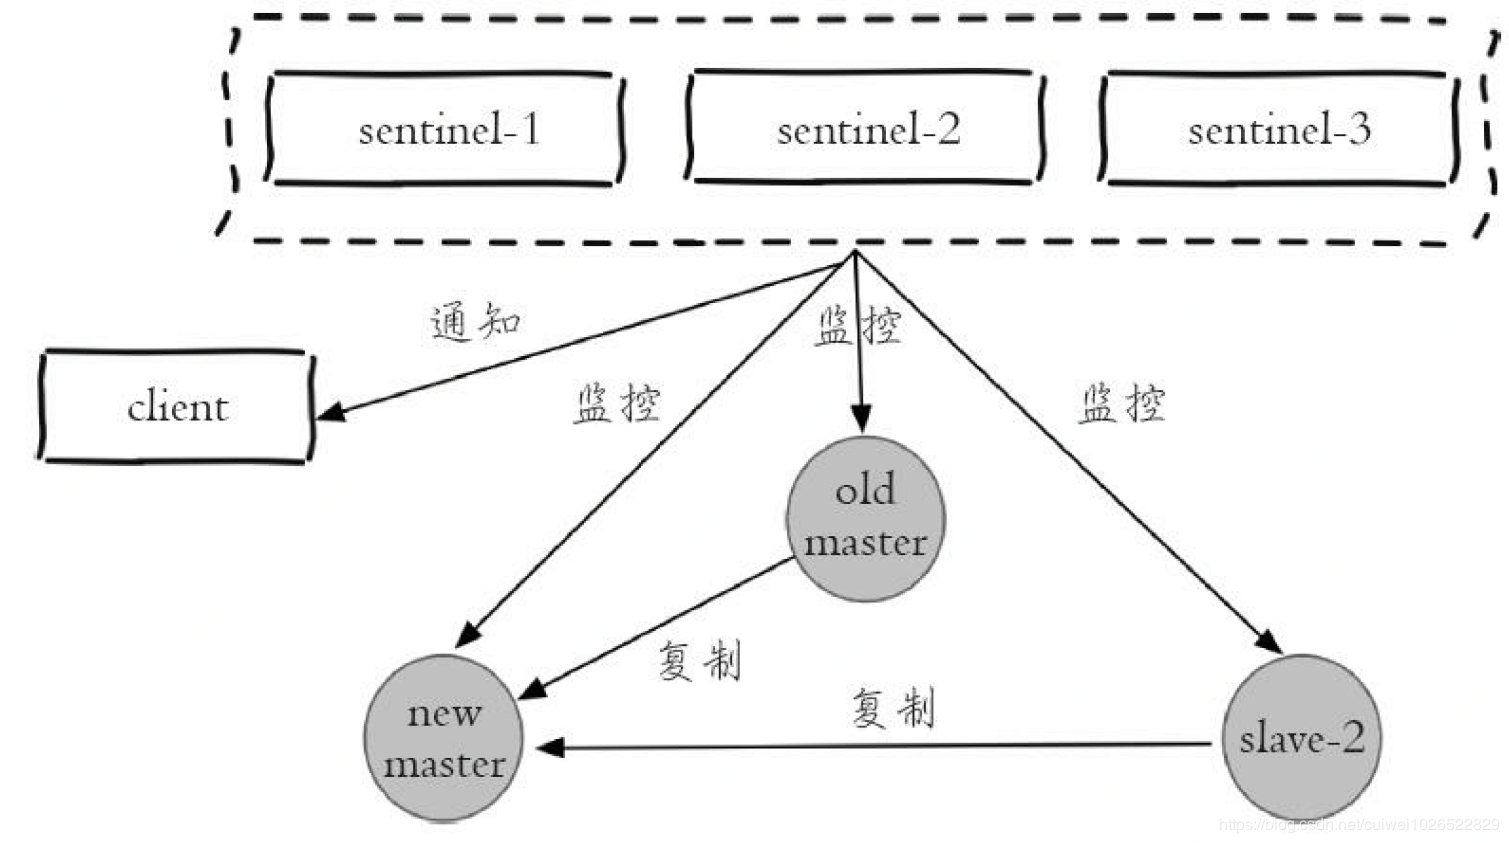 sentinel-1
sentinel-2
sentinel-3
通知
监控
client
监控
监控
old
master
复制
复制
new
master
slave-2
https://blog.csdn.net/cuiwei1026522829